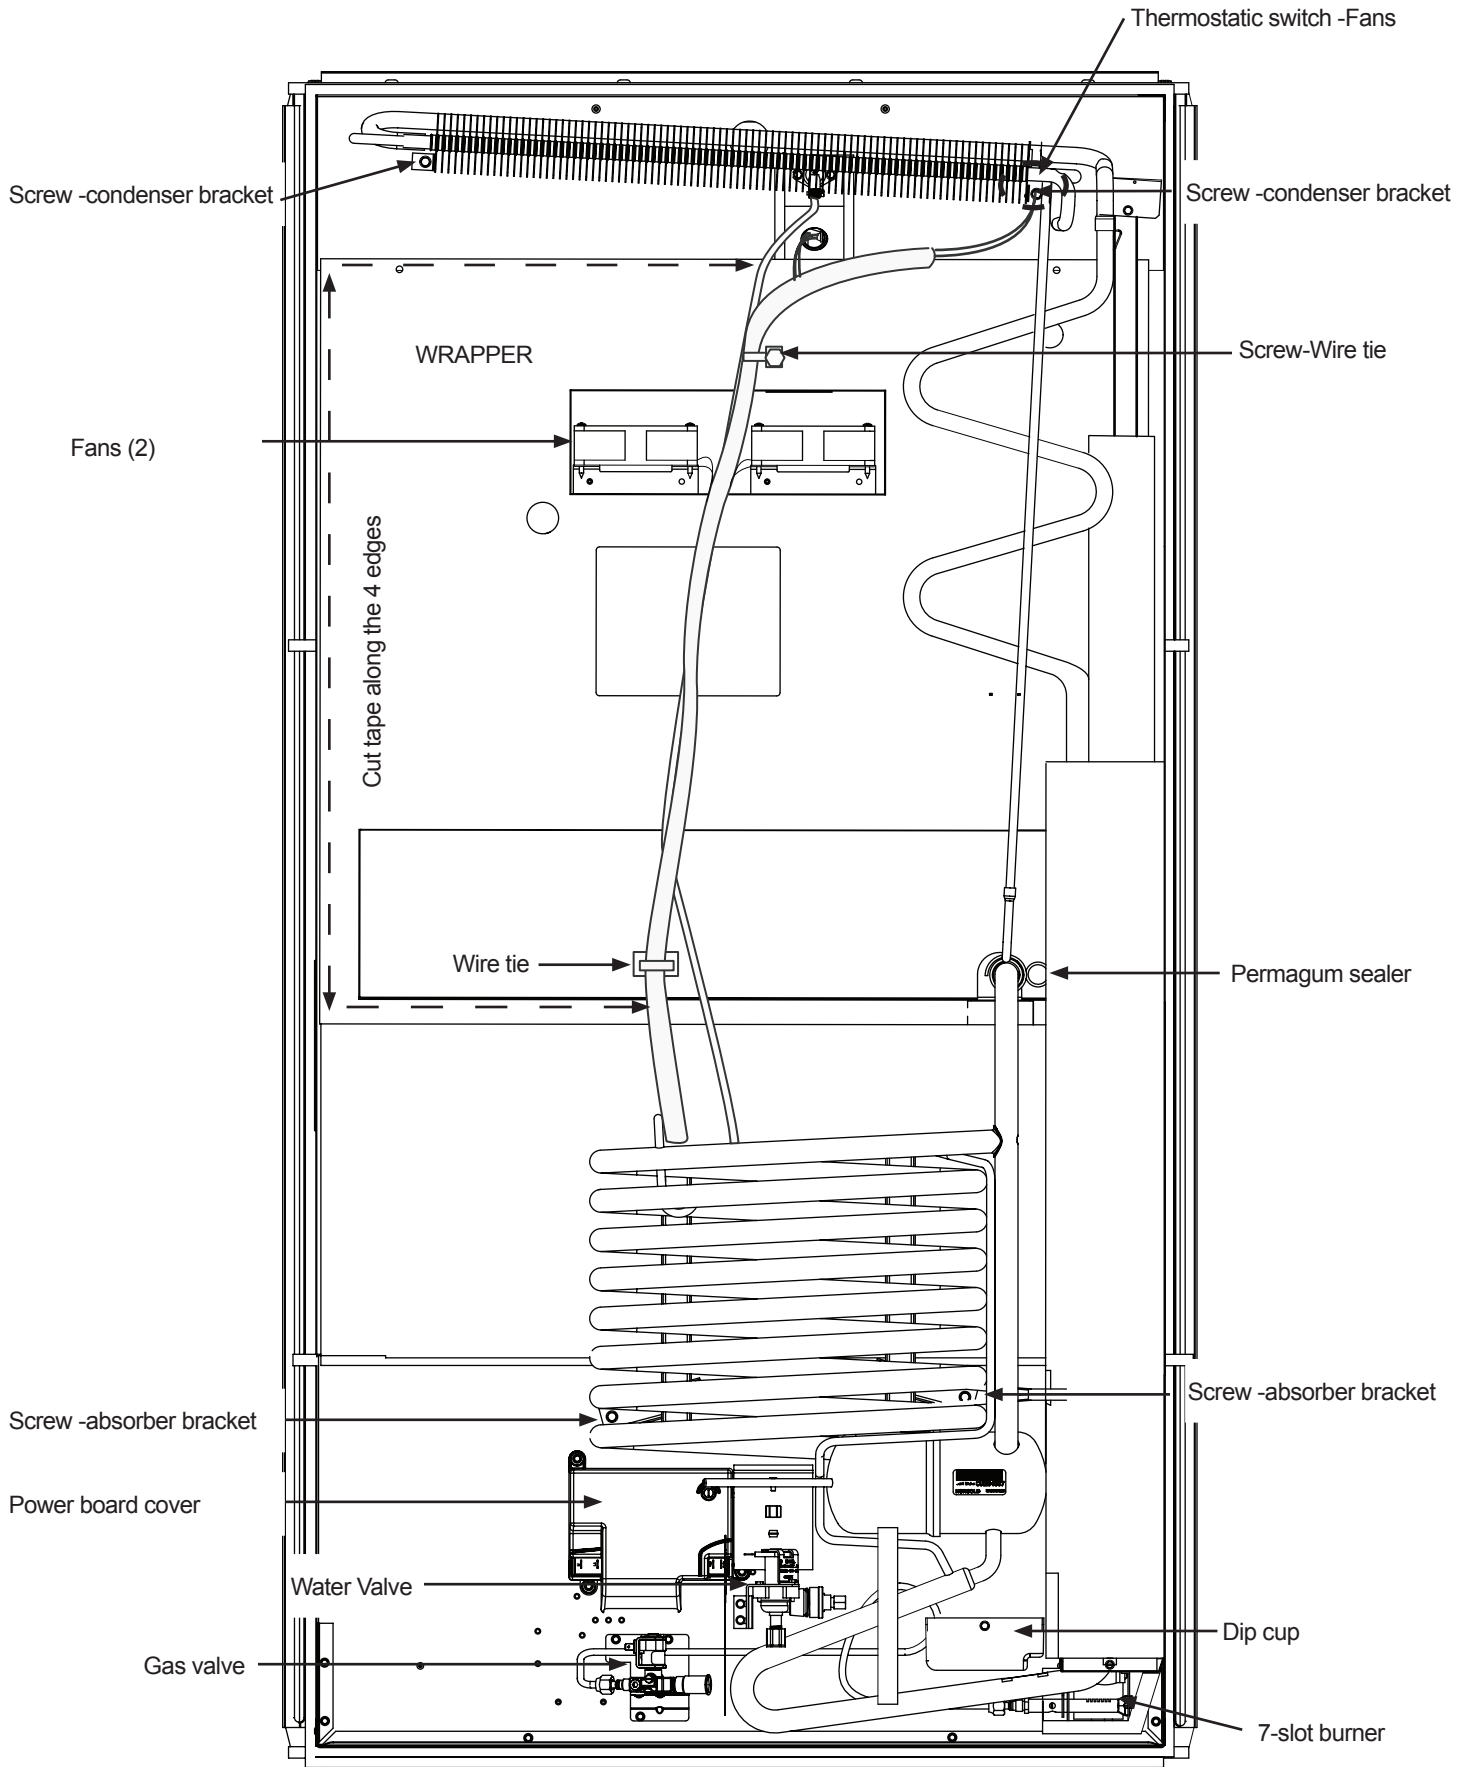 Thermostatic switch -Fans
Screw -condenser bracket
Screw -condenser bracket
WRAPPER
Screw-Wire tie
Fans (2)
Cut tape along the 4 edges
Wire tie
Permagum sealer
Screw -absorber bracket
Screw -absorber bracket
Power board cover
Water Valve
Dip cup
Gas valve
7-slot burner